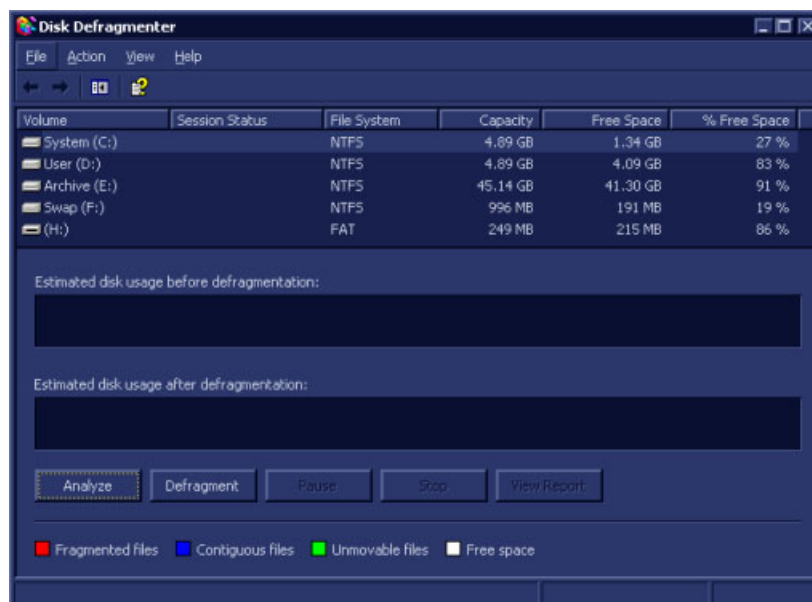 Disk Defragmenter
File Action View Help
Volume Session Status File System Capacity Free Space % Free Space
System (C:) NTFS 4.89 GB 1.34 GB 27 %
User (D:) NTFS 4.89 GB 4.09 GB 83 %
Archive (E:) NTFS 45.14 GB 41.30 GB 91 %
Swap (F:) NTFS 996 MB 191 MB 19 %
(H:) FAT 249 MB 215 MB 86 %
Estimated disk usage before defragmentation:
Estimated disk usage after defragmentation:
Analyze Defragment Pause Stop View Report
Fragmented files Contiguous files Unmovable files Free space